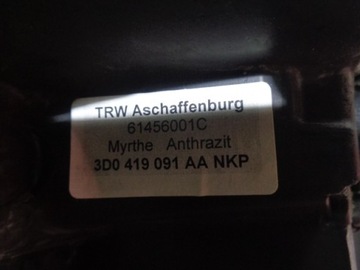 TRW Aschaffenburg
61456001C
Myrthe Anthrazit
3D0 419 091 AA NKP